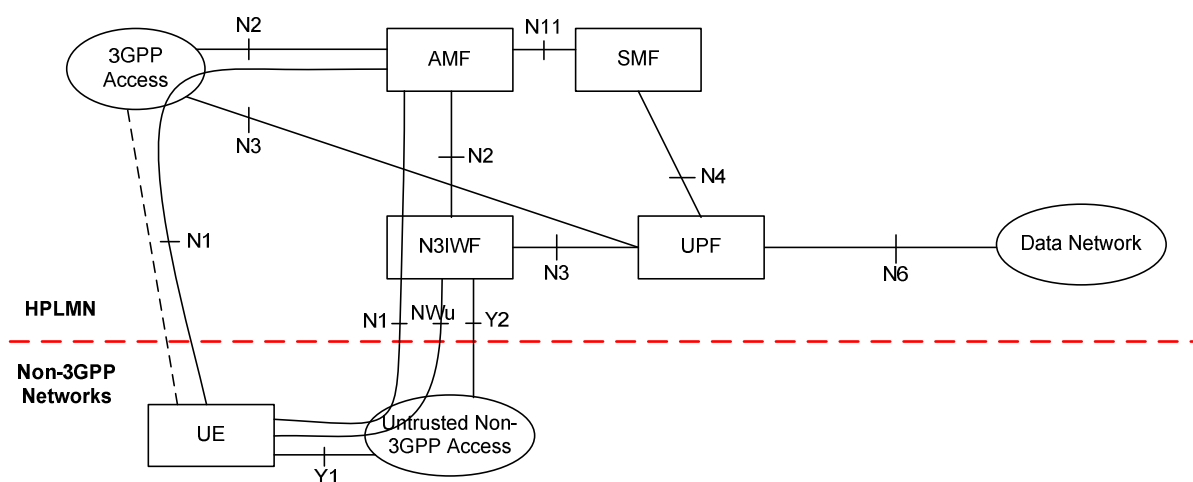 N2
N11
3GPP
Access
AMF
SMF
N3
N2
N4
N1
N3IWF
UPF
Data Network
N3
N6
HPLMN
N1
NWu
Y2
Non-3GPP
Networks
UE
Untrusted Non-
3GPP Access
Y1